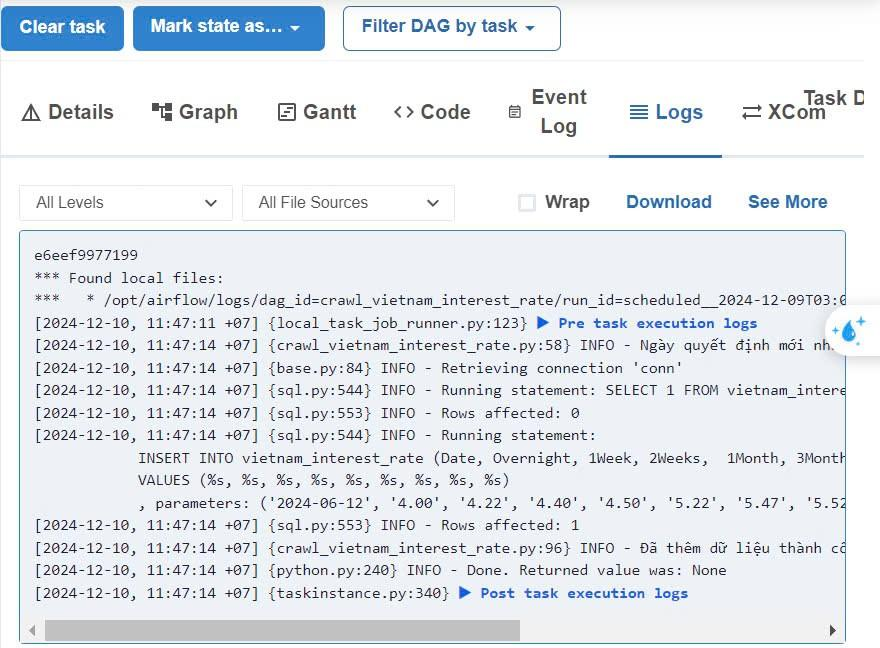 Clear task
Mark state as...
Filter DAG by task
Details
Graph
Gantt
Code
Event Log
Logs
XCom
Task D
All Levels
All File Sources
Wrap
Download
See More
e6eef9977199
*** Found local files:
***   * /opt/airflow/logs/dag_id=crawl_vietnam_interest_rate/run_id=scheduled__2024-12-09T03:0
[2024-12-10, 11:47:11 +07] {local_task_job_runner.py:123} ▶ Pre task execution logs
[2024-12-10, 11:47:14 +07] {crawl_vietnam_interest_rate.py:58} INFO - Ngày quyết định mới nh
[2024-12-10, 11:47:14 +07] {base.py:84} INFO - Retrieving connection 'conn'
[2024-12-10, 11:47:14 +07] {sql.py:544} INFO - Running statement: SELECT 1 FROM vietnam_intere
[2024-12-10, 11:47:14 +07] {sql.py:553} INFO - Rows affected: 0
[2024-12-10, 11:47:14 +07] {sql.py:544} INFO - Running statement:
INSERT INTO vietnam_interest_rate (Date, Overnight, 1Week, 2Weeks,  1Month, 3Month
VALUES (%s, %s, %s, %s, %s, %s, %s, %s)
, parameters: ('2024-06-12', '4.00', '4.22', '4.40', '4.50', '5.22', '5.47', '5.52
[2024-12-10, 11:47:14 +07] {sql.py:553} INFO - Rows affected: 1
[2024-12-10, 11:47:14 +07] {crawl_vietnam_interest_rate.py:96} INFO - Đã thêm dữ liệu thành cô
[2024-12-10, 11:47:14 +07] {python.py:240} INFO - Done. Returned value was: None
[2024-12-10, 11:47:14 +07] {taskinstance.py:340} ▶ Post task execution logs